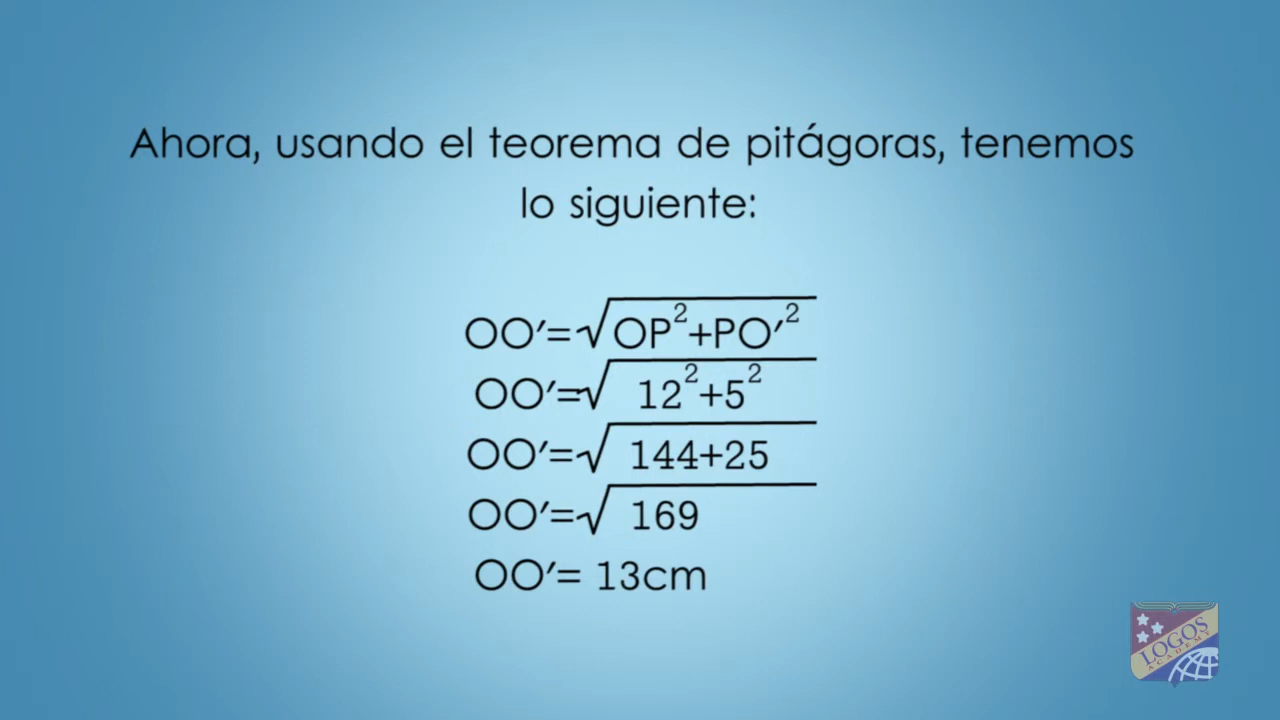 Ahora, usando el teorema de pitágoras, tenemos
lo siguiente:
OO′=√OP²+PO′²
OO′=√ 12²+5²
OO′=√ 144+25
OO′=√ 169
OO′= 13cm
LOGOS
ACADEMY